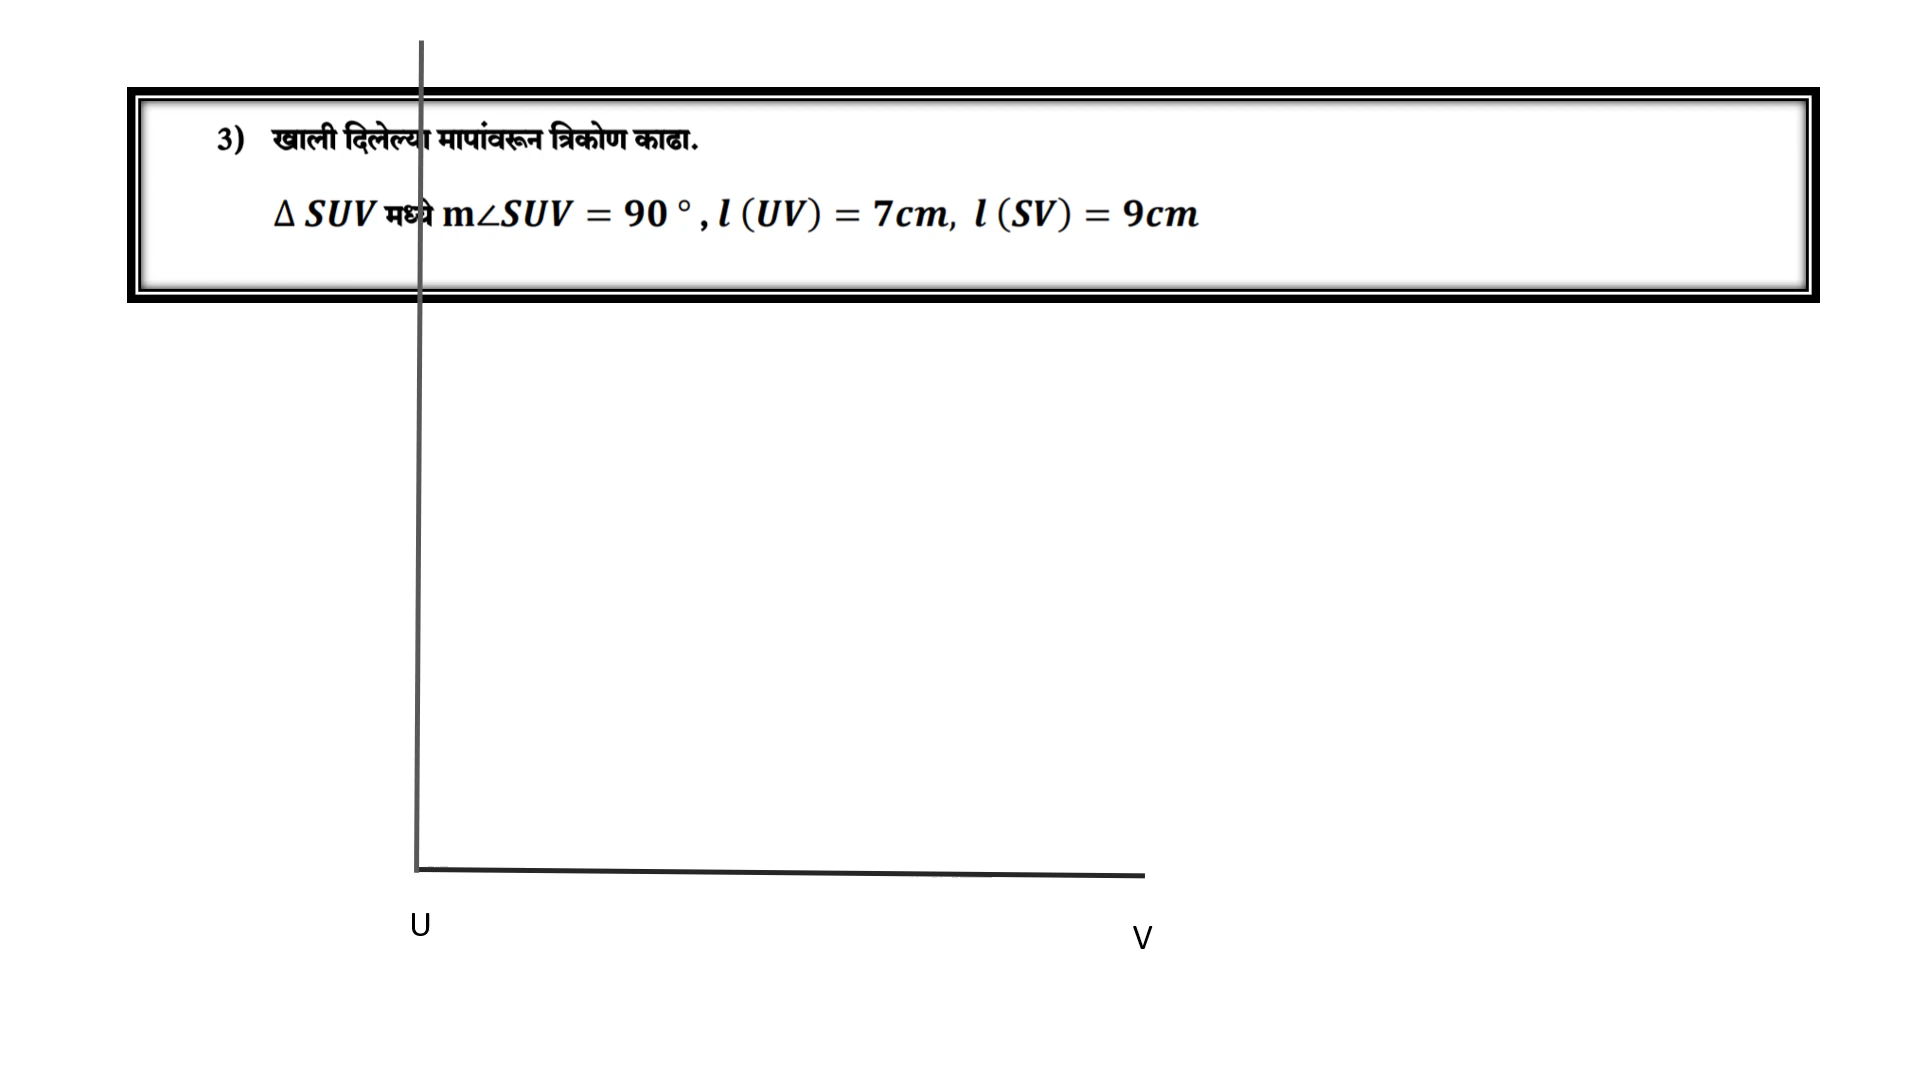 3) खाली दिलेल्या मापांवरून त्रिकोण काढा.
Δ SUV मध्ये m∠SUV = 90 ° , l (UV) = 7cm, l (SV) = 9cm
U
V